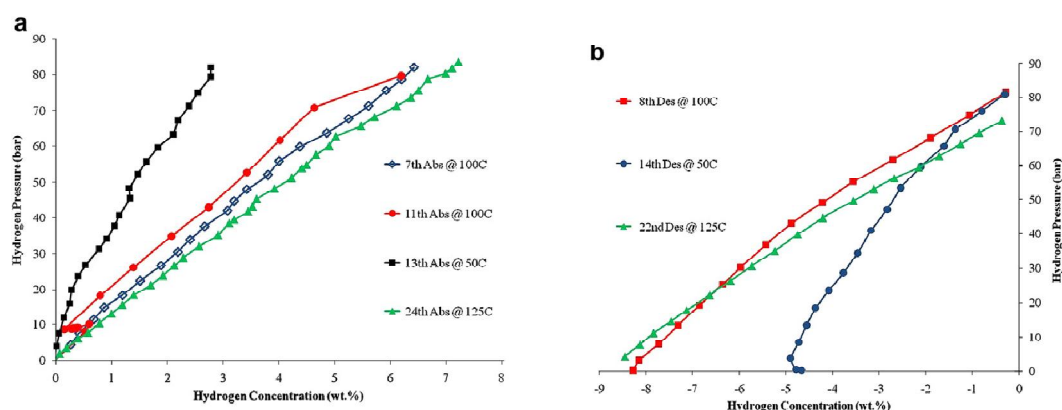 a
90
80
70
60
50
40
30
20
10
0
Hydrogen Pressure (bar)
0 1 2 3 4 5 6 7 8
Hydrogen Concentration (wt.%)
7th Abs @ 100C
11th Abs @ 100C
13th Abs @ 50C
24th Abs @ 125C
b
8th Des @ 100C
14th Des @ 50C
22nd Des @ 125C
90
80
70
60
50
40
30
20
10
0
Hydrogen Pressure (bar)
-9 -8 -7 -6 -5 -4 -3 -2 -1 0
Hydrogen Concentration (wt.%)